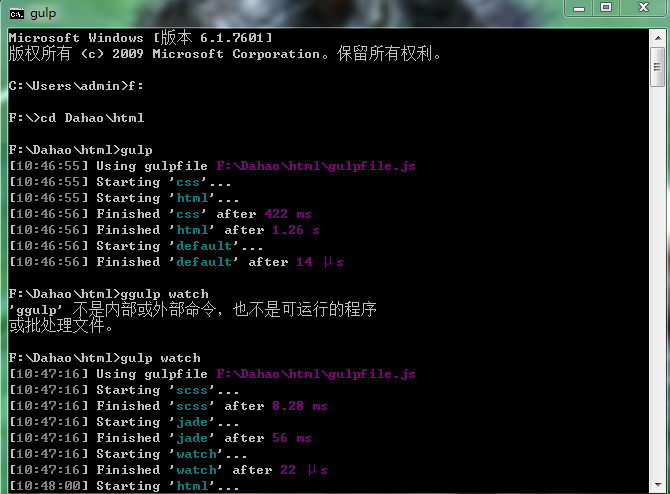 gulp
Microsoft Windows [版本 6.1.7601]
版权所有 (c) 2009 Microsoft Corporation。保留所有权利。
C:\Users\admin>f:
F:\>cd Dahao\html
F:\Dahao\html>gulp
[10:46:55] Using gulpfile F:\Dahao\html\gulpfile.js
[10:46:55] Starting 'css'...
[10:46:55] Starting 'html'...
[10:46:56] Finished 'css' after 422 ms
[10:46:56] Finished 'html' after 1.26 s
[10:46:56] Starting 'default'...
[10:46:56] Finished 'default' after 14 μs
F:\Dahao\html>ggulp watch
'ggulp' 不是内部或外部命令，也不是可运行的程序
或批处理文件。
F:\Dahao\html>gulp watch
[10:47:16] Using gulpfile F:\Dahao\html\gulpfile.js
[10:47:16] Starting 'scss'...
[10:47:16] Finished 'scss' after 8.28 ms
[10:47:16] Starting 'jade'...
[10:47:16] Finished 'jade' after 56 ms
[10:47:16] Starting 'watch'...
[10:47:16] Finished 'watch' after 22 μs
[10:48:00] Starting 'html'...